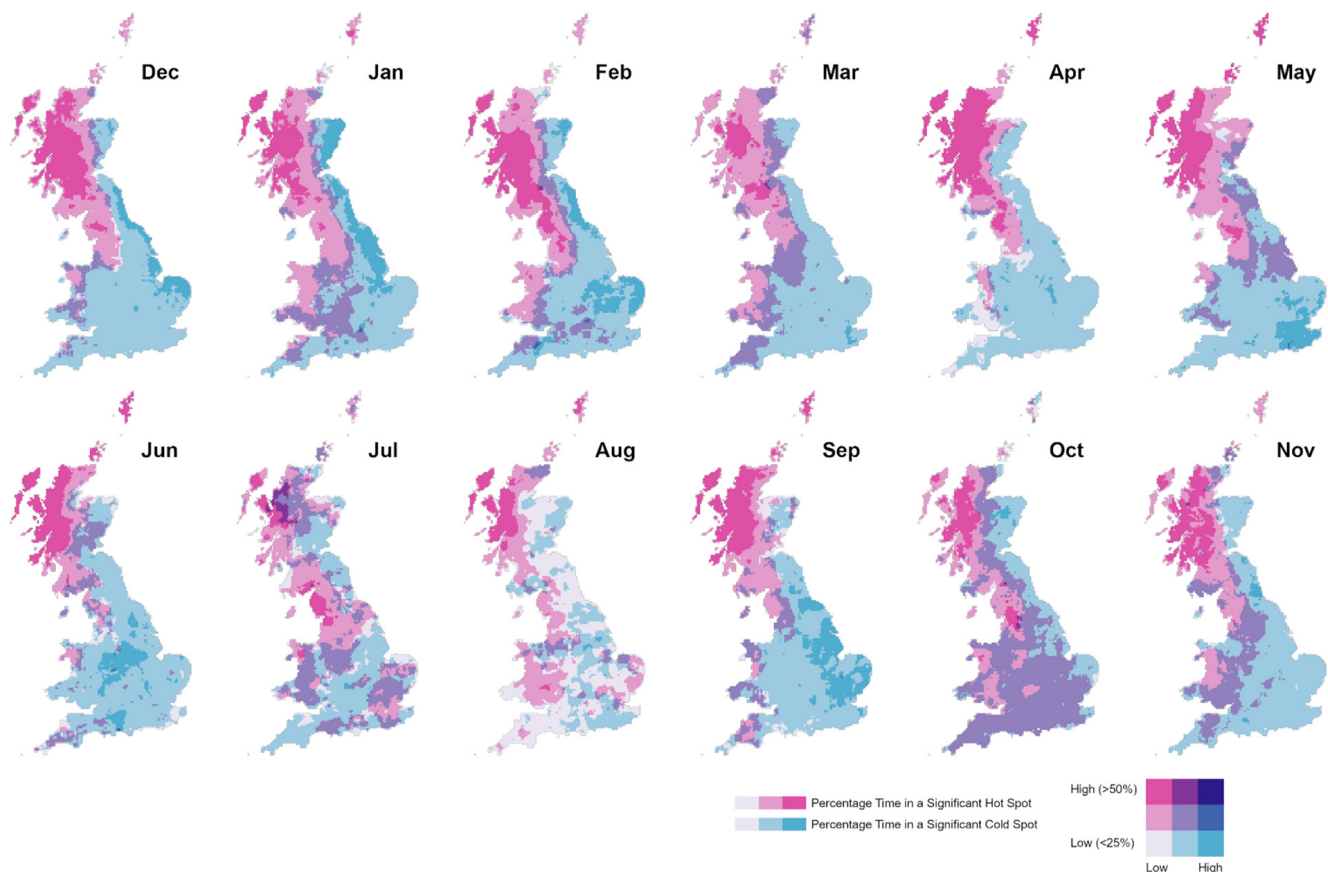 Dec
Jan
Feb
Mar
Apr
May
Jun
Jul
Aug
Sep
Oct
Nov
Percentage Time in a Significant Hot Spot
Percentage Time in a Significant Cold Spot
High (>50%)
Low (<25%)
Low
High